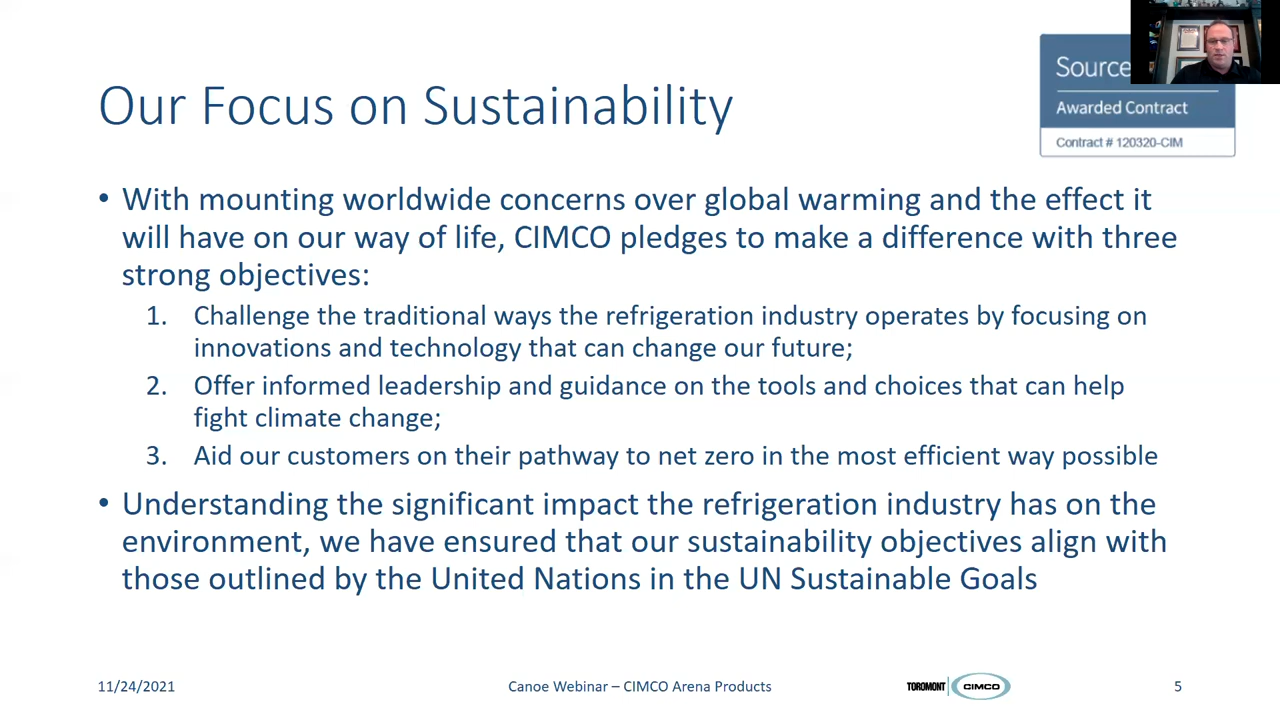 Our Focus on Sustainability
Source
Awarded Contract
Contract # 120320-CIM
• With mounting worldwide concerns over global warming and the effect it
will have on our way of life, CIMCO pledges to make a difference with three
strong objectives:
1. Challenge the traditional ways the refrigeration industry operates by focusing on
innovations and technology that can change our future;
2. Offer informed leadership and guidance on the tools and choices that can help
fight climate change;
3. Aid our customers on their pathway to net zero in the most efficient way possible
• Understanding the significant impact the refrigeration industry has on the
environment, we have ensured that our sustainability objectives align with
those outlined by the United Nations in the UN Sustainable Goals
11/24/2021
Canoe Webinar – CIMCO Arena Products
TOROMONT CIMCO
5